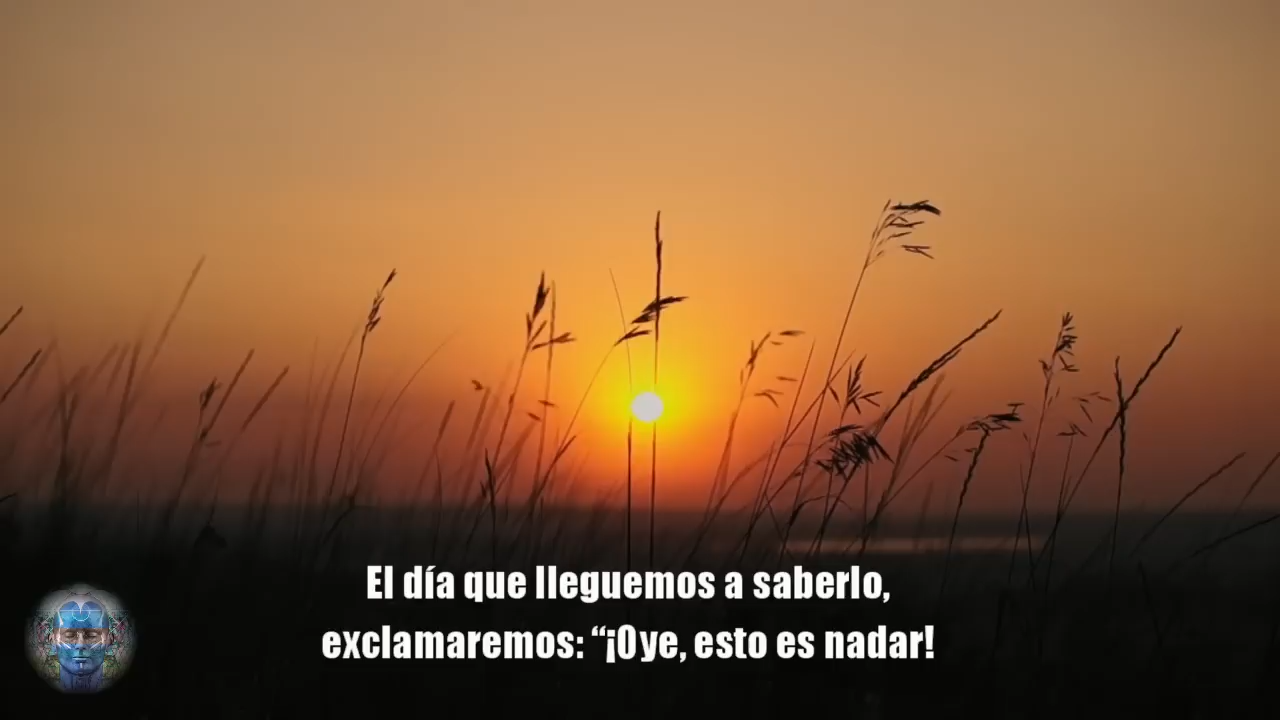 El día que lleguemos a saberlo,
exclamaremos: “¡Oye, esto es nadar!